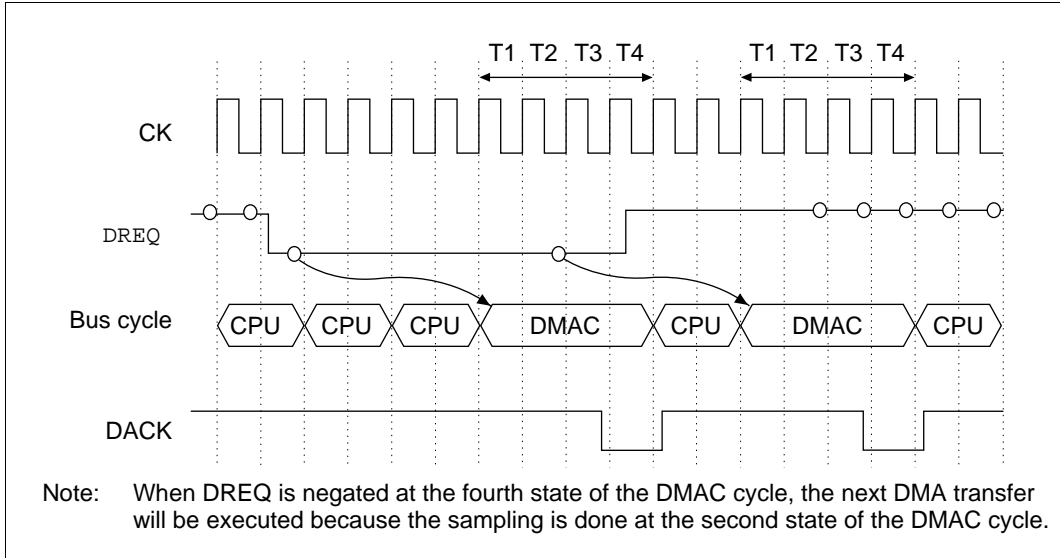 T1 T2 T3 T4 T1 T2 T3 T4
CK
DREQ
Bus cycle CPU CPU CPU DMAC CPU DMAC CPU
DACK
Note: When DREQ is negated at the fourth state of the DMAC cycle, the next DMA transfer
will be executed because the sampling is done at the second state of the DMAC cycle.